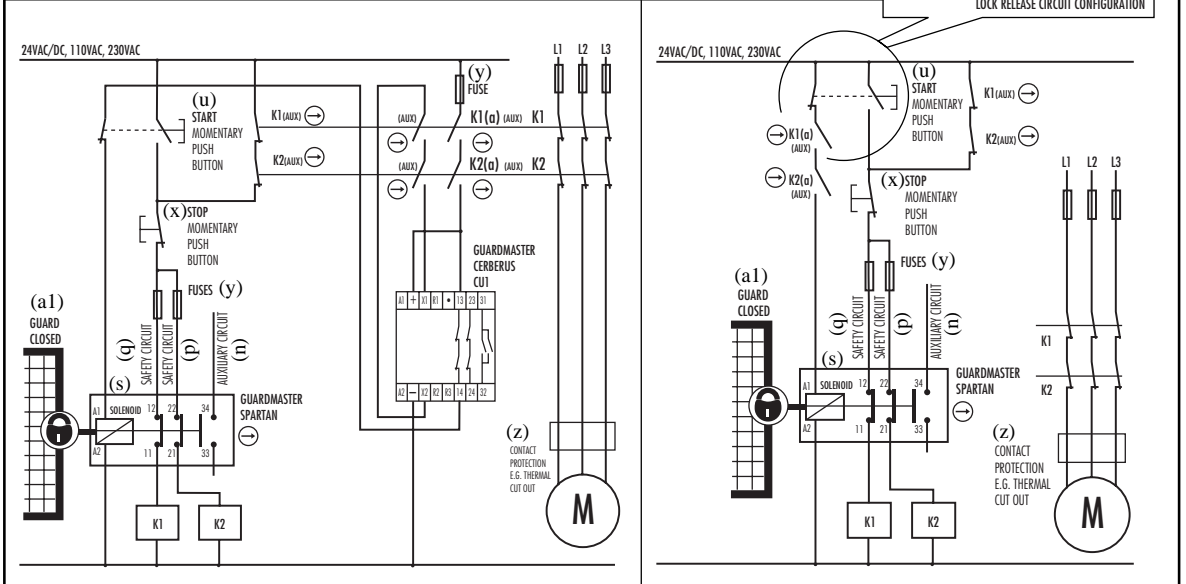 LOCK RELEASE CIRCUIT CONFIGURATION
24VAC/DC, 110VAC, 230VAC
L1 L2 L3
(y)
FUSE
(u)
START
MOMENTARY
PUSH
BUTTON
K1(AUX)
K2(AUX)
(AUX)
K1(a) (AUX) K1
(AUX)
K2(a) (AUX) K2
(x) STOP
MOMENTARY
PUSH
BUTTON
GUARDMASTER
CERBERUS
CU1
A1 + X1 R1 • 13 23 31
A2 − X2 R2 R3 14 24 32
FUSES (y)
(a1)
GUARD
CLOSED
(q)
SAFETY CIRCUIT
SAFETY CIRCUIT
(p)
AUXILIARY CIRCUIT
(n)
(s)
A1 SOLENOID 12 22 34
A2 11 21 33
GUARDMASTER
SPARTAN
(z)
CONTACT
PROTECTION
E.G. THERMAL
CUT OUT
K1 K2
M
24VAC/DC, 110VAC, 230VAC
(u)
START
MOMENTARY
PUSH
BUTTON
K1(AUX)
K2(AUX)
K1(a)
(AUX)
K2(a)
(AUX)
(x) STOP
MOMENTARY
PUSH
BUTTON
L1 L2 L3
FUSES (y)
(a1)
GUARD
CLOSED
(q)
SAFETY CIRCUIT
SAFETY CIRCUIT
(p)
AUXILIARY CIRCUIT
(n)
K1
K2
(s)
A1 SOLENOID 12 22 34
A2 11 21 33
GUARDMASTER
SPARTAN
(z)
CONTACT
PROTECTION
E.G. THERMAL
CUT OUT
K1 K2
M